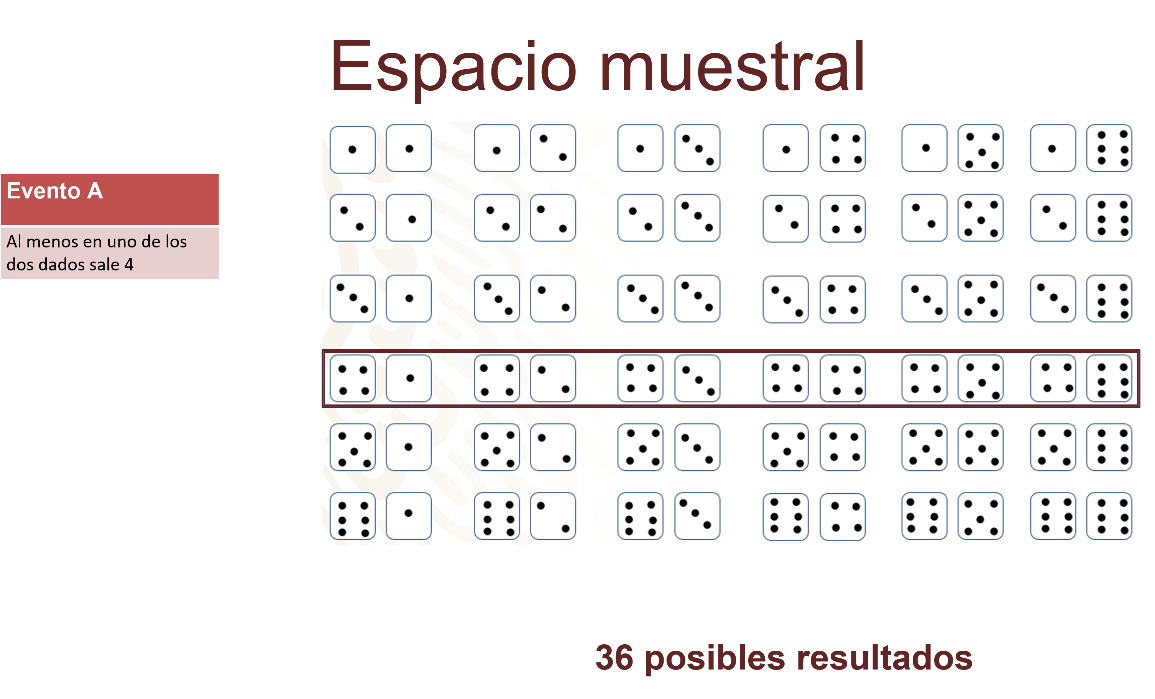 Espacio muestral
Evento A
Al menos en uno de los
dos dados sale 4
36 posibles resultados